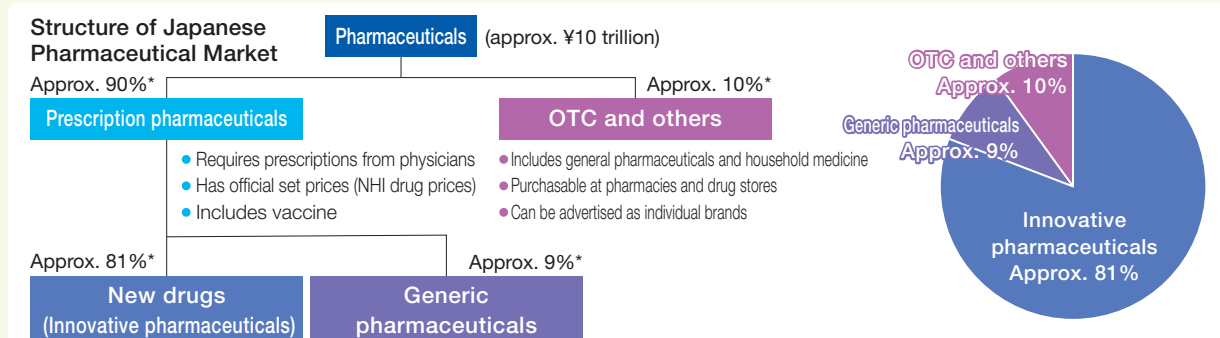 Structure of Japanese
Pharmaceutical Market
Pharmaceuticals
(approx. ¥10 trillion)
Approx. 90%*
Approx. 10%*
Prescription pharmaceuticals
OTC and others
• Requires prescriptions from physicians
• Has official set prices (NHI drug prices)
• Includes vaccine
• Includes general pharmaceuticals and household medicine
• Purchasable at pharmacies and drug stores
• Can be advertised as individual brands
Approx. 81%*
Approx. 9%*
New drugs
(Innovative pharmaceuticals)
Generic
pharmaceuticals
OTC and others
Approx. 10%
Generic pharmaceuticals
Approx. 9%
Innovative
pharmaceuticals
Approx. 81%